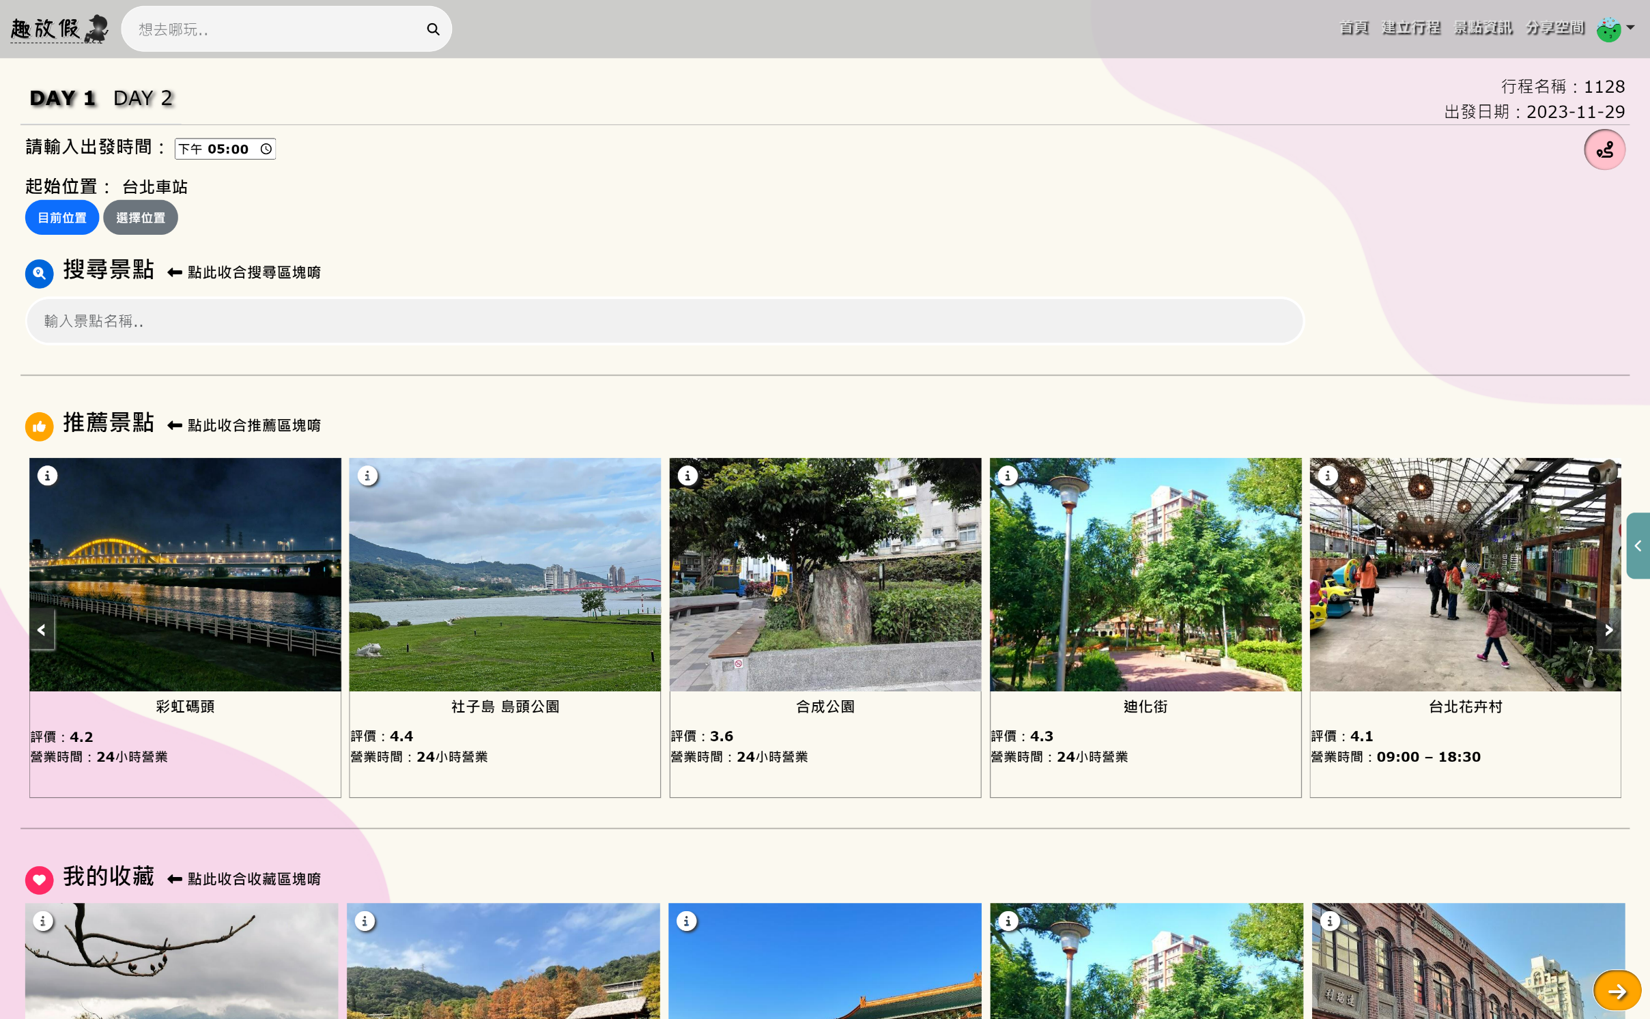 趣放假
想去哪玩..
首頁 建立行程 景點資訊 分享空間
DAY 1 DAY 2
行程名稱：1128
出發日期：2023-11-29
請輸入出發時間： 下午 05:00
起始位置： 台北車站
目前位置 選擇位置
搜尋景點 點此收合搜尋區塊唷
輸入景點名稱..
推薦景點 點此收合推薦區塊唷
彩虹碼頭
評價：4.2
營業時間：24小時營業
社子島 島頭公園
評價：4.4
營業時間：24小時營業
合成公園
評價：3.6
營業時間：24小時營業
迪化街
評價：4.3
營業時間：24小時營業
台北花卉村
評價：4.1
營業時間：09:00 – 18:30
我的收藏 點此收合收藏區塊唷